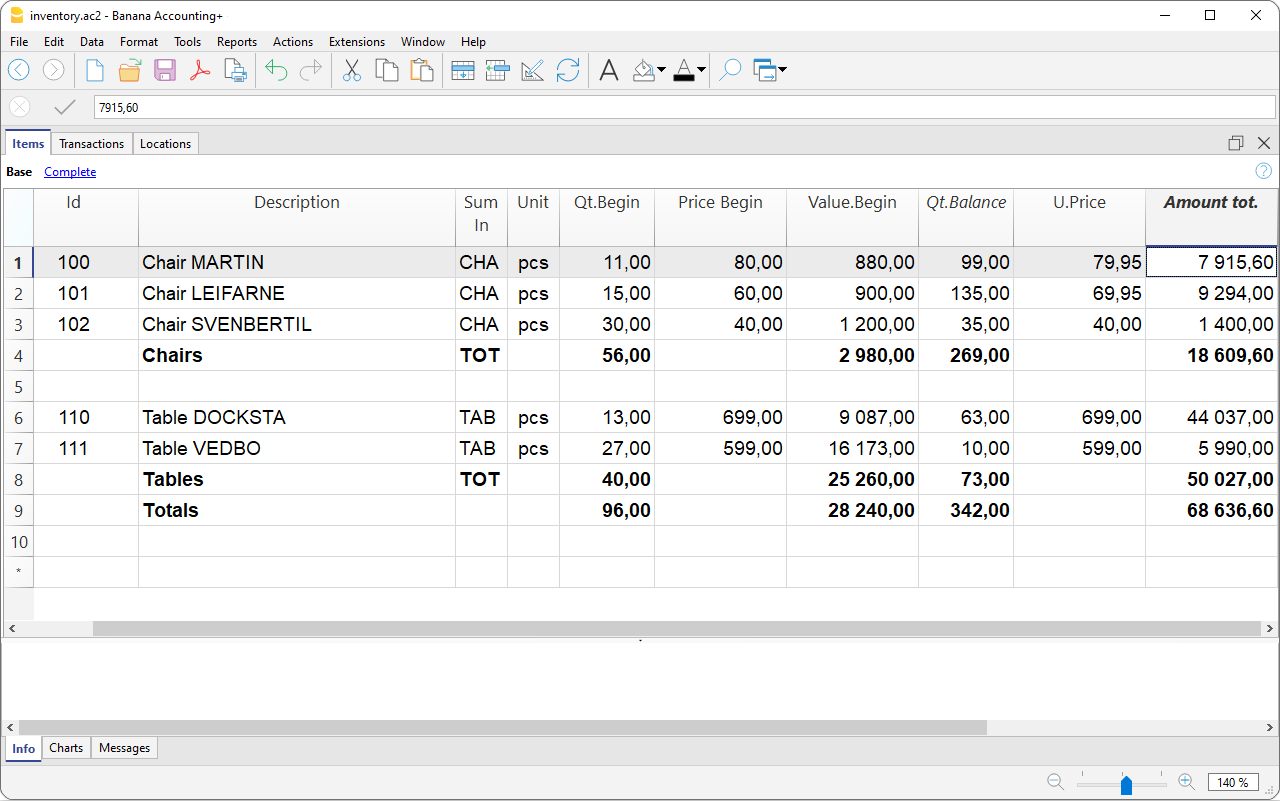 inventory.ac2 - Banana Accounting+
File Edit Data Format Tools Reports Actions Extensions Window Help
7915,60
Items Transactions Locations
Base Complete
Id Description Sum In Unit Qt.Begin Price Begin Value.Begin Qt.Balance U.Price Amount tot.
1 100 Chair MARTIN CHA pcs 11,00 80,00 880,00 99,00 79,95 7 915,60
2 101 Chair LEIFARNE CHA pcs 15,00 60,00 900,00 135,00 69,95 9 294,00
3 102 Chair SVENBERTIL CHA pcs 30,00 40,00 1 200,00 35,00 40,00 1 400,00
4 Chairs TOT 56,00 2 980,00 269,00 18 609,60
5
6 110 Table DOCKSTA TAB pcs 13,00 699,00 9 087,00 63,00 699,00 44 037,00
7 111 Table VEDBO TAB pcs 27,00 599,00 16 173,00 10,00 599,00 5 990,00
8 Tables TOT 40,00 25 260,00 73,00 50 027,00
9 Totals 96,00 28 240,00 342,00 68 636,60
10
*
Info Charts Messages
140 %